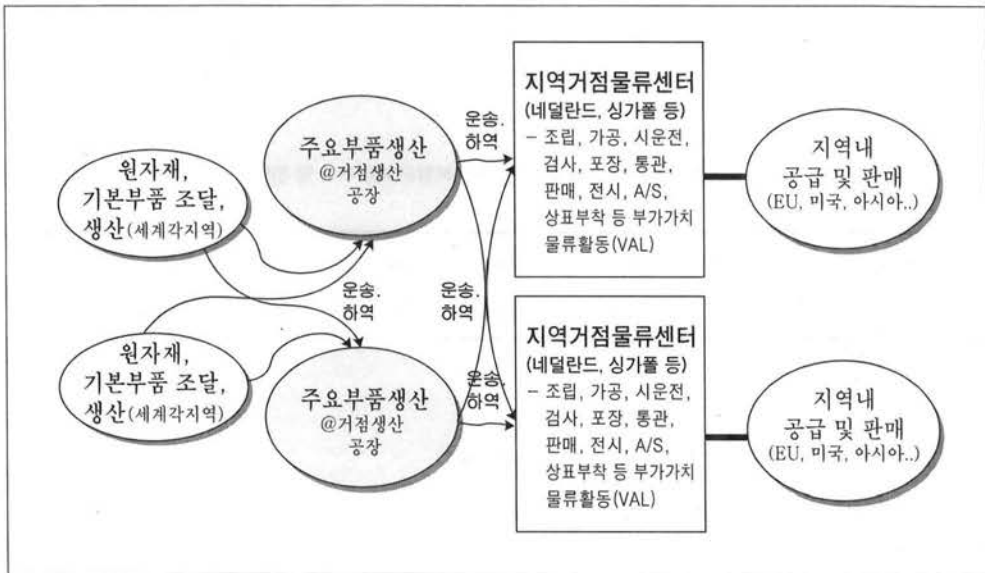 원자재,
기본부품 조달,
생산(세계각지역)
원자재,
기본부품 조달,
생산(세계각지역)
주요부품생산
@거점생산
공장
운송.
하역
주요부품생산
@거점생산
공장
운송.
하역
운송.
하역
운송.
하역
지역거점물류센터
(네덜란드, 싱가폴 등)
– 조립, 가공, 시운전,
검사, 포장, 통관,
판매, 전시, A/S,
상표부착 등 부가가치
물류활동(VAL)
지역내
공급 및 판매
(EU, 미국, 아시아..)
지역거점물류센터
(네덜란드, 싱가폴 등)
– 조립, 가공, 시운전,
검사, 포장, 통관,
판매, 전시, A/S,
상표부착 등 부가가치
물류활동(VAL)
지역내
공급 및 판매
(EU, 미국, 아시아..)